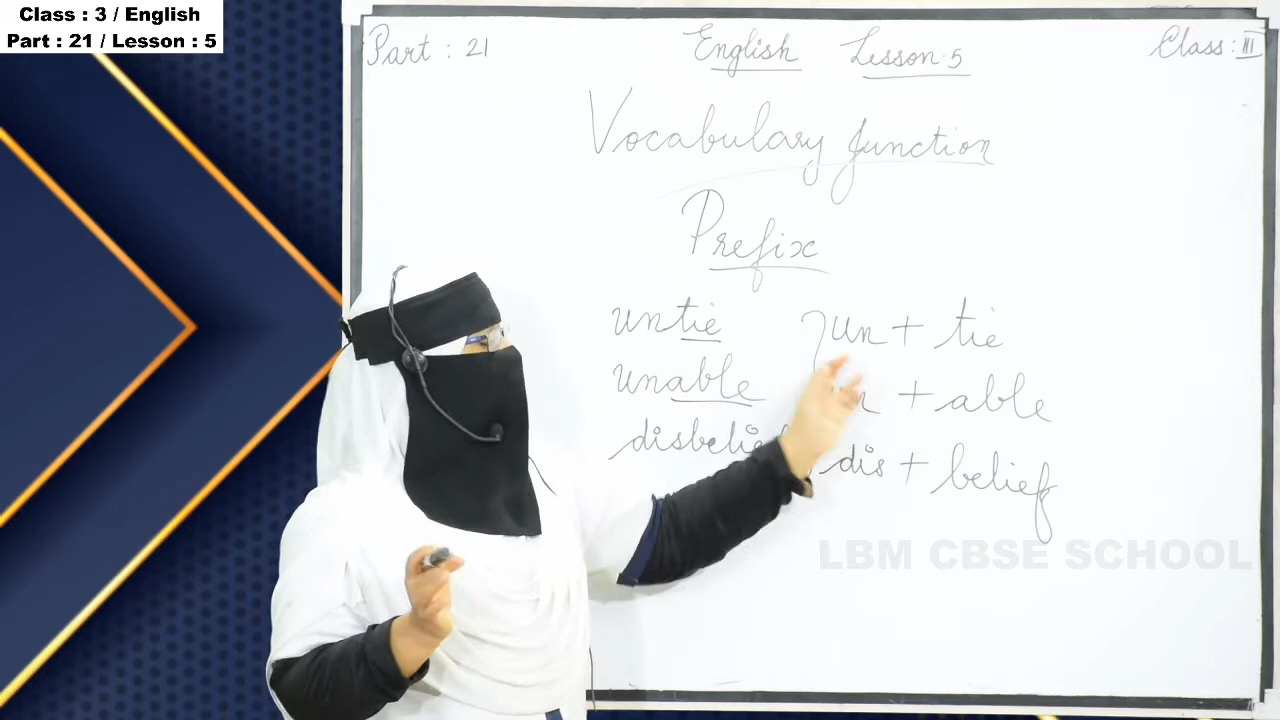 Class : 3 / English
Part : 21 / Lesson : 5
Part : 21 English Lesson.5 Class : III
Vocabulary function
Prefix
untie un + tie
unable + able
disbelief dis + belief
LBM CBSE SCHOOL